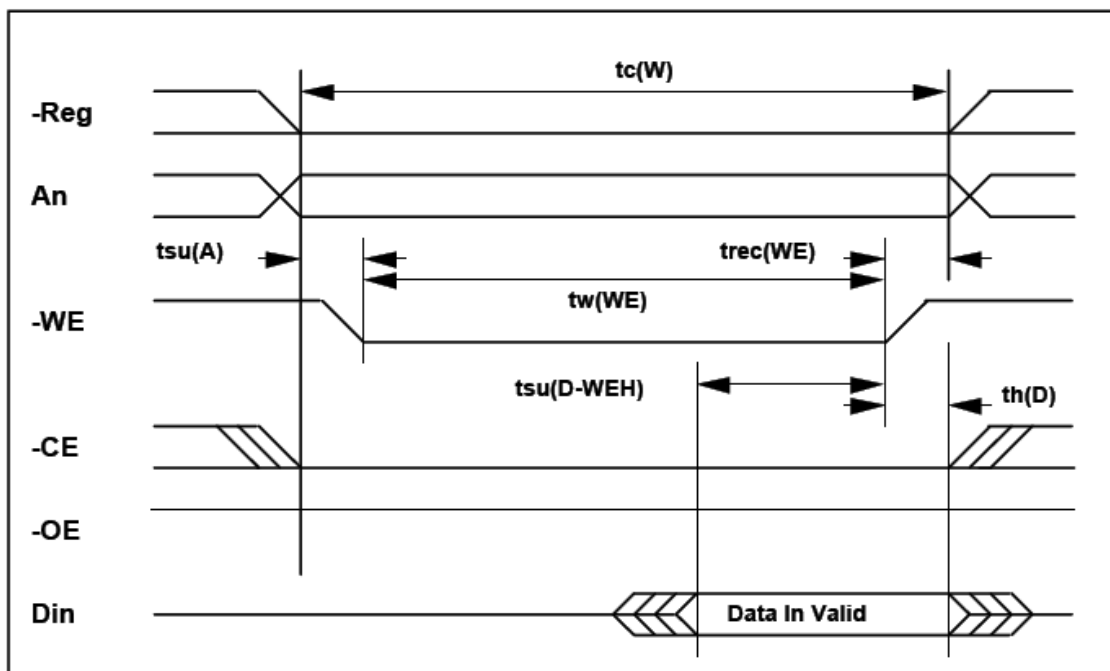 tc(W)
-Reg
An
tsu(A)
trec(WE)
tw(WE)
-WE
tsu(D-WEH)
th(D)
-CE
-OE
Din
Data In Valid